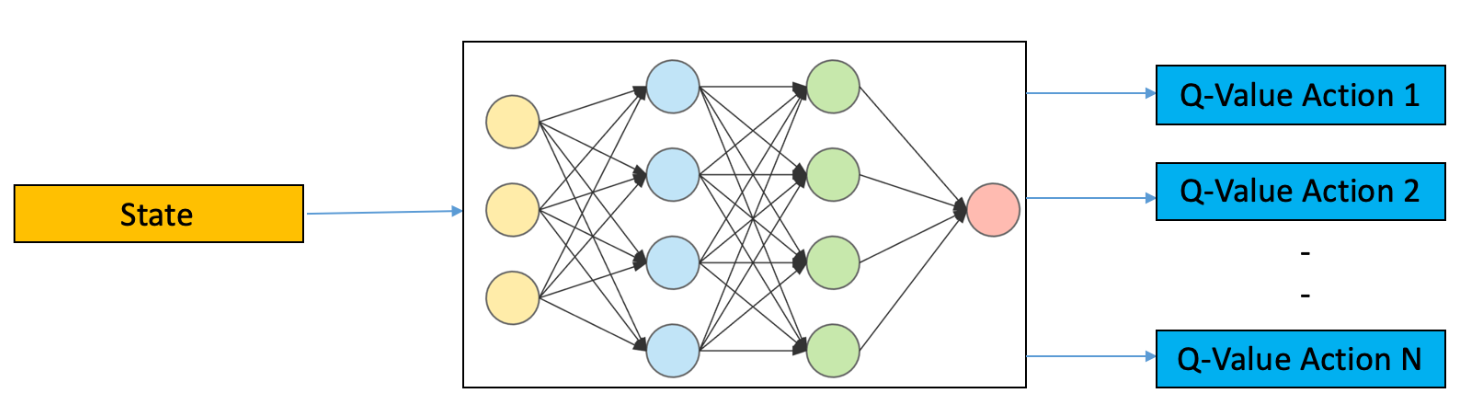 State
Q-Value Action 1
Q-Value Action 2
-
-
Q-Value Action N